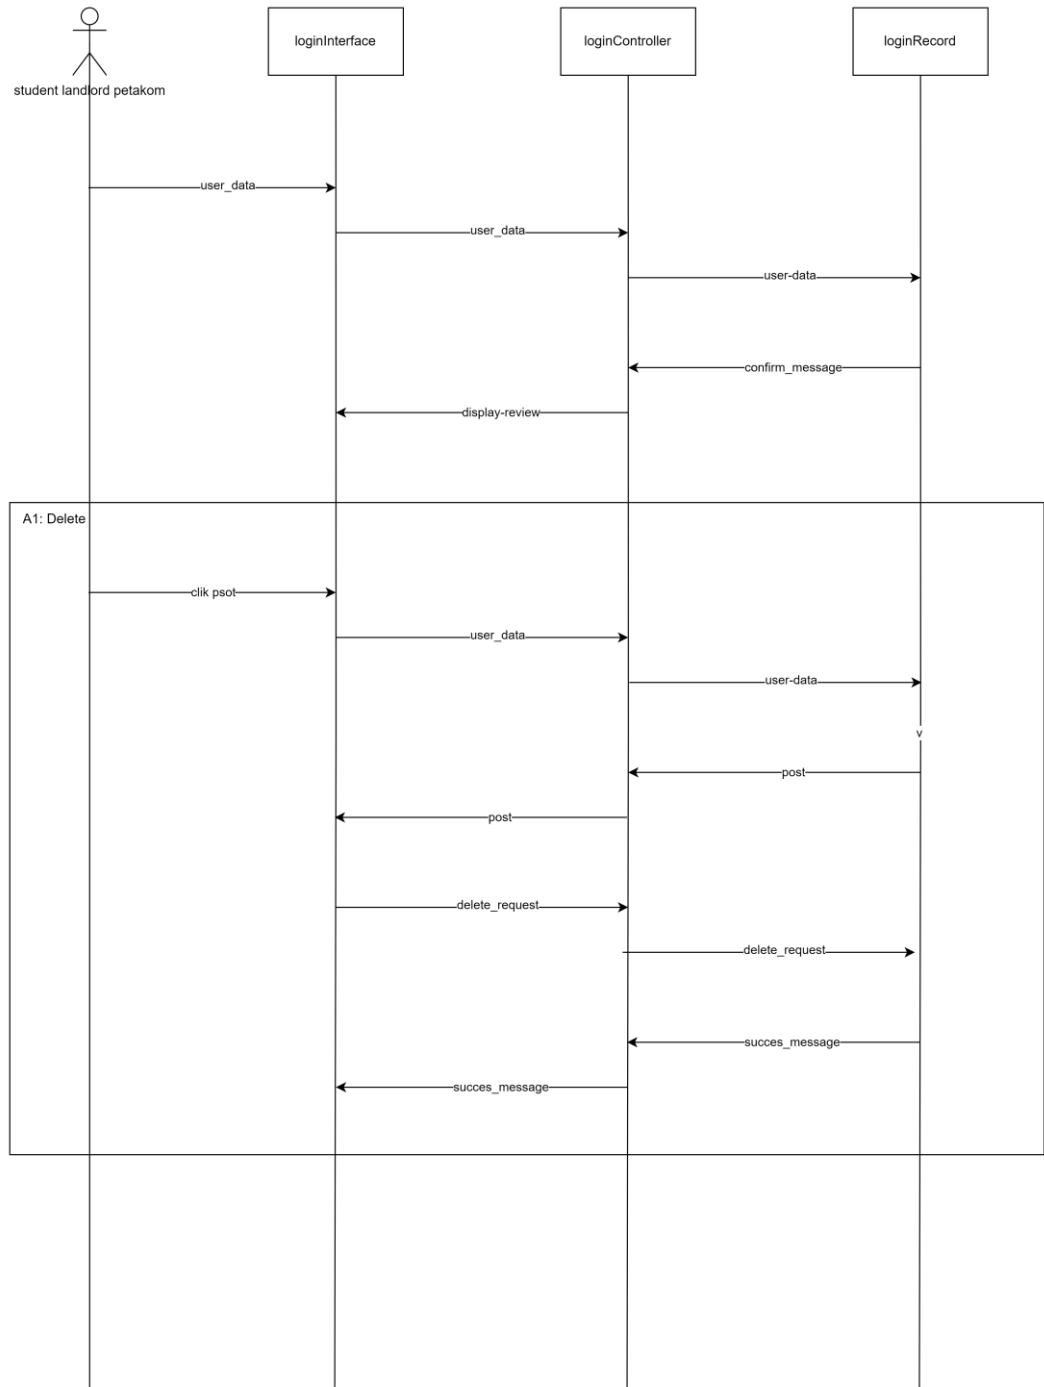 loginInterface
loginController
loginRecord
student landlord petakom
user_data
user_data
user-data
confirm_message
display-review
A1: Delete
clik psot
user_data
user-data
v
post
post
delete_request
delete_request
succes_message
succes_message